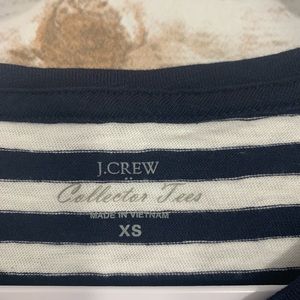 J.CREW
Collector Tees
MADE IN VIETNAM
XS